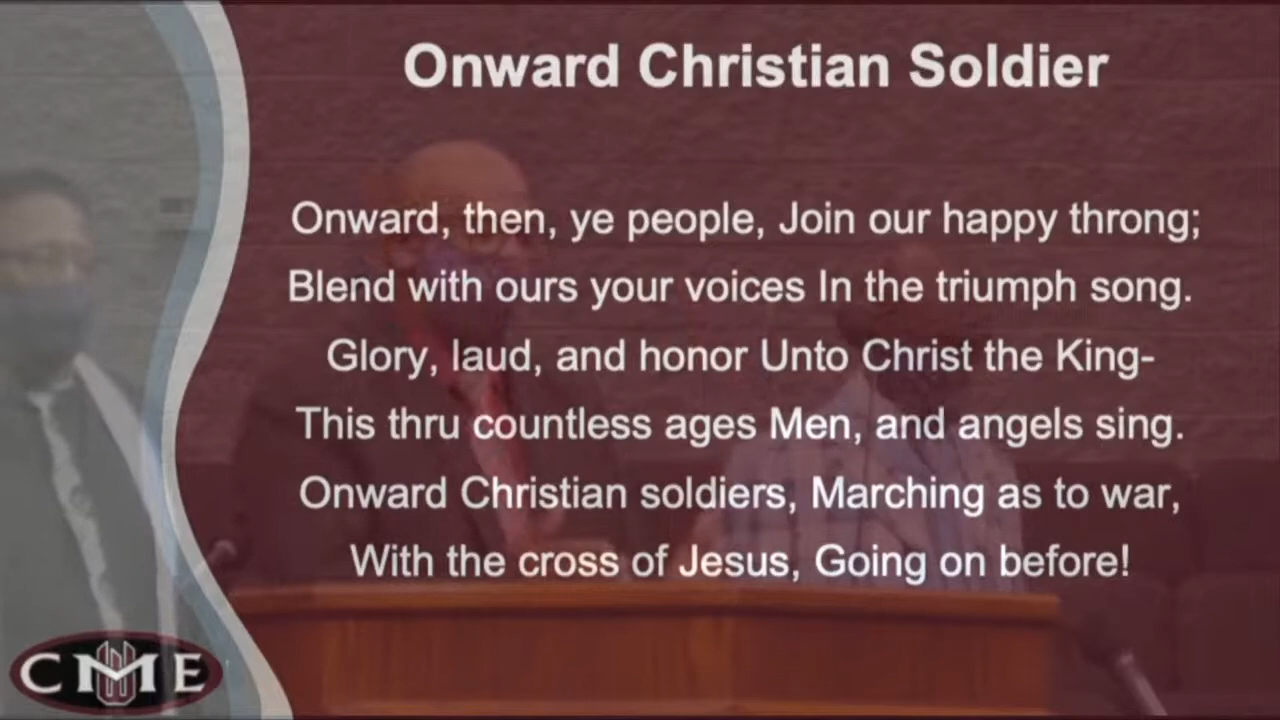 Onward Christian Soldier
Onward, then, ye people, Join our happy throng;
Blend with ours your voices In the triumph song.
Glory, laud, and honor Unto Christ the King-
This thru countless ages Men, and angels sing.
Onward Christian soldiers, Marching as to war,
With the cross of Jesus, Going on before!
CME